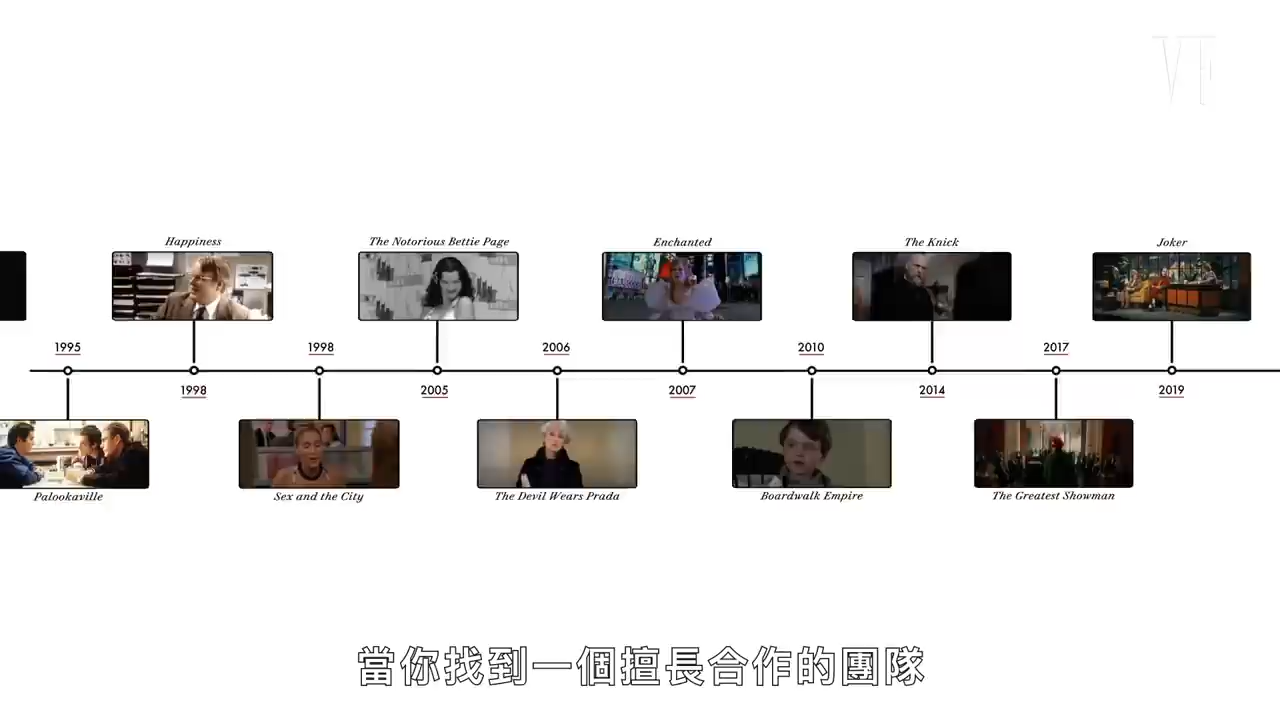 VF
Happiness
The Notorious Bettie Page
Enchanted
The Knick
Joker
1995
1998
2006
2010
2017
1998
2005
2007
2014
2019
Palookaville
Sex and the City
The Devil Wears Prada
Boardwalk Empire
The Greatest Showman
當你找到一個擅長合作的團隊